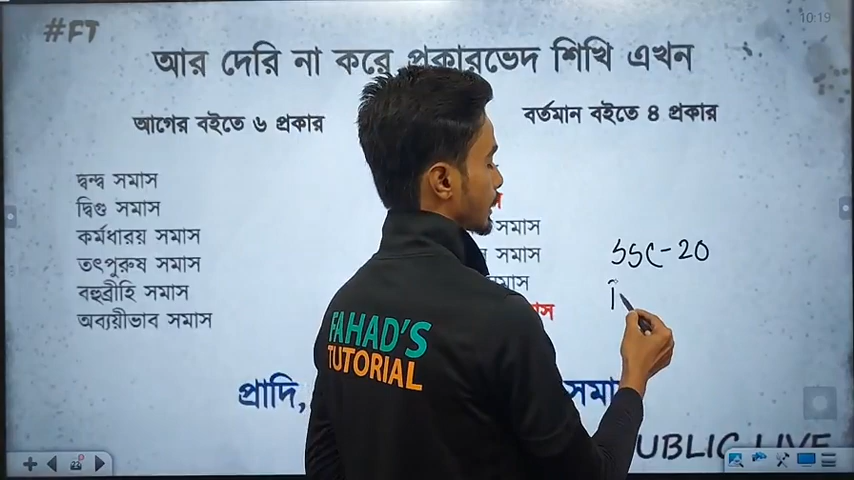 #FT
10:19
আর দেরি না করে প্রকারভেদ শিখি এখন
আগের বইতে ৬ প্রকার
বর্তমান বইতে ৪ প্রকার
দ্বন্দ্ব সমাস
দ্বিগু সমাস
কর্মধারয় সমাস
তৎপুরুষ সমাস
বহুব্রীহি সমাস
অব্যয়ীভাব সমাস
সমাস
সমাস
SSC-20
প্রাদি,
FAHAD'S
TUTORIAL
PUBLIC LIVE
23